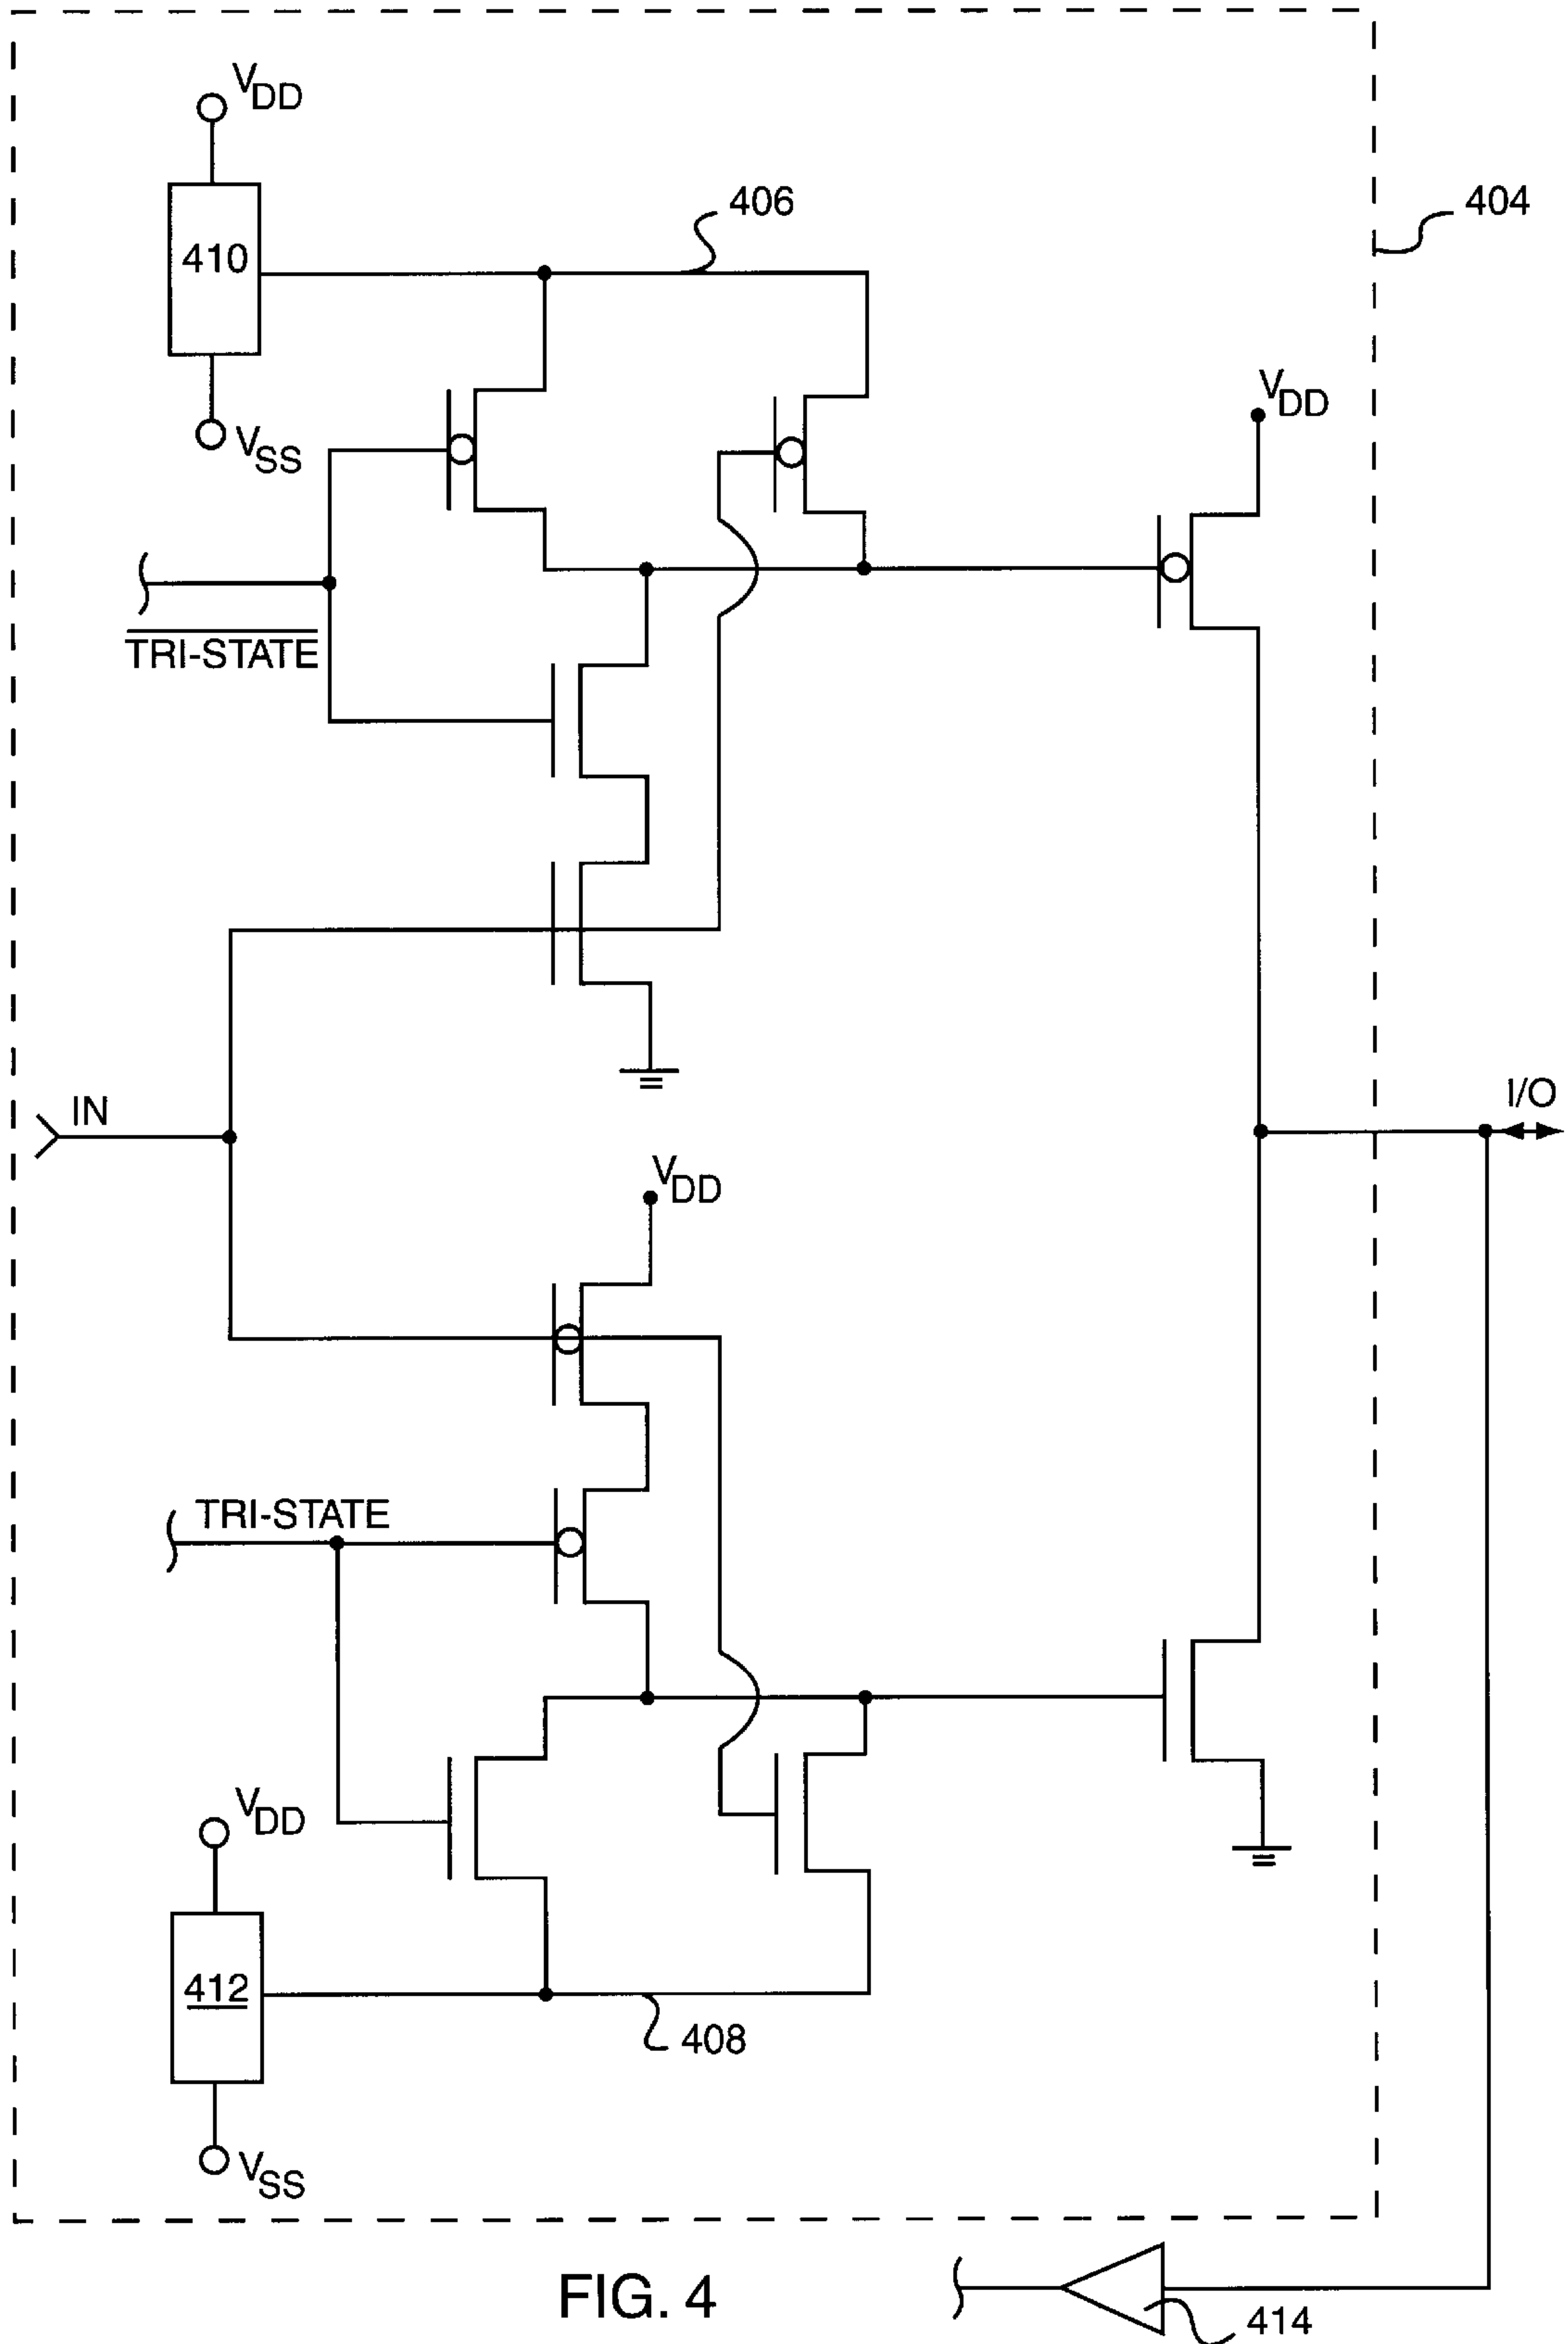 VDD
406
404
410
VDD
VSS
TRI-STATE
IN
I/O
VDD
TRI-STATE
VDD
412
408
VSS
FIG. 4
414